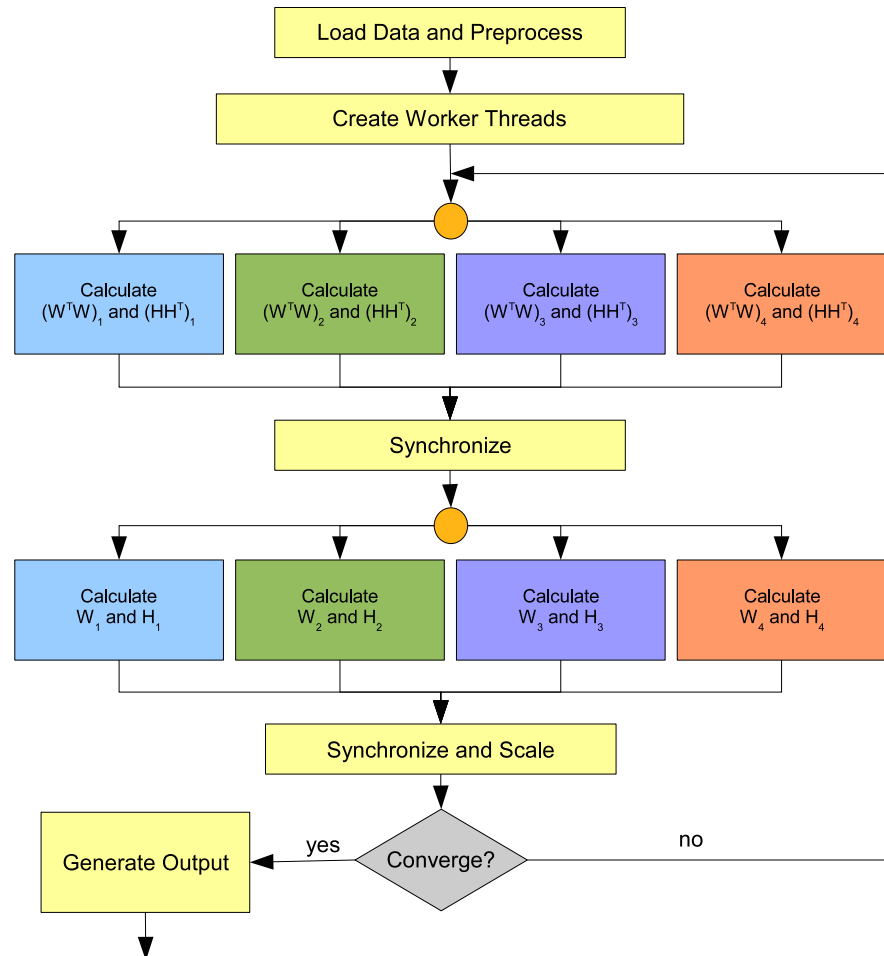 Load Data and Preprocess
Create Worker Threads
Calculate
(WᵀW)₁ and (HHᵀ)₁
Calculate
(WᵀW)₂ and (HHᵀ)₂
Calculate
(WᵀW)₃ and (HHᵀ)₃
Calculate
(WᵀW)₄ and (HHᵀ)₄
Synchronize
Calculate
W₁ and H₁
Calculate
W₂ and H₂
Calculate
W₃ and H₃
Calculate
W₄ and H₄
Synchronize and Scale
Generate Output
yes
Converge?
no